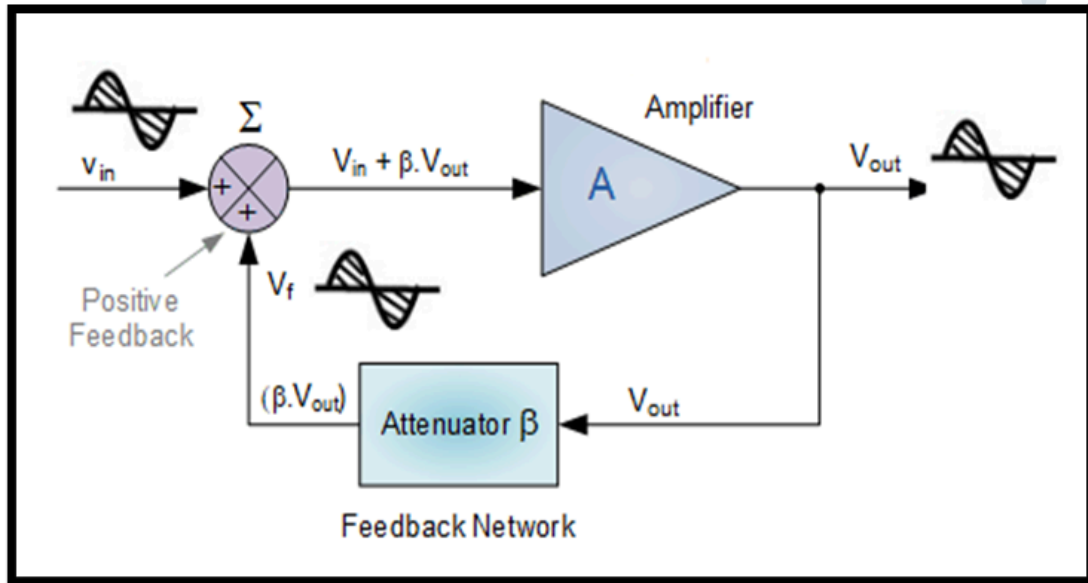 Σ
Amplifier
v_in
+
+
V_in + β.V_out
A
V_out
V_f
Positive
Feedback
(β.V_out)
Attenuator β
V_out
Feedback Network